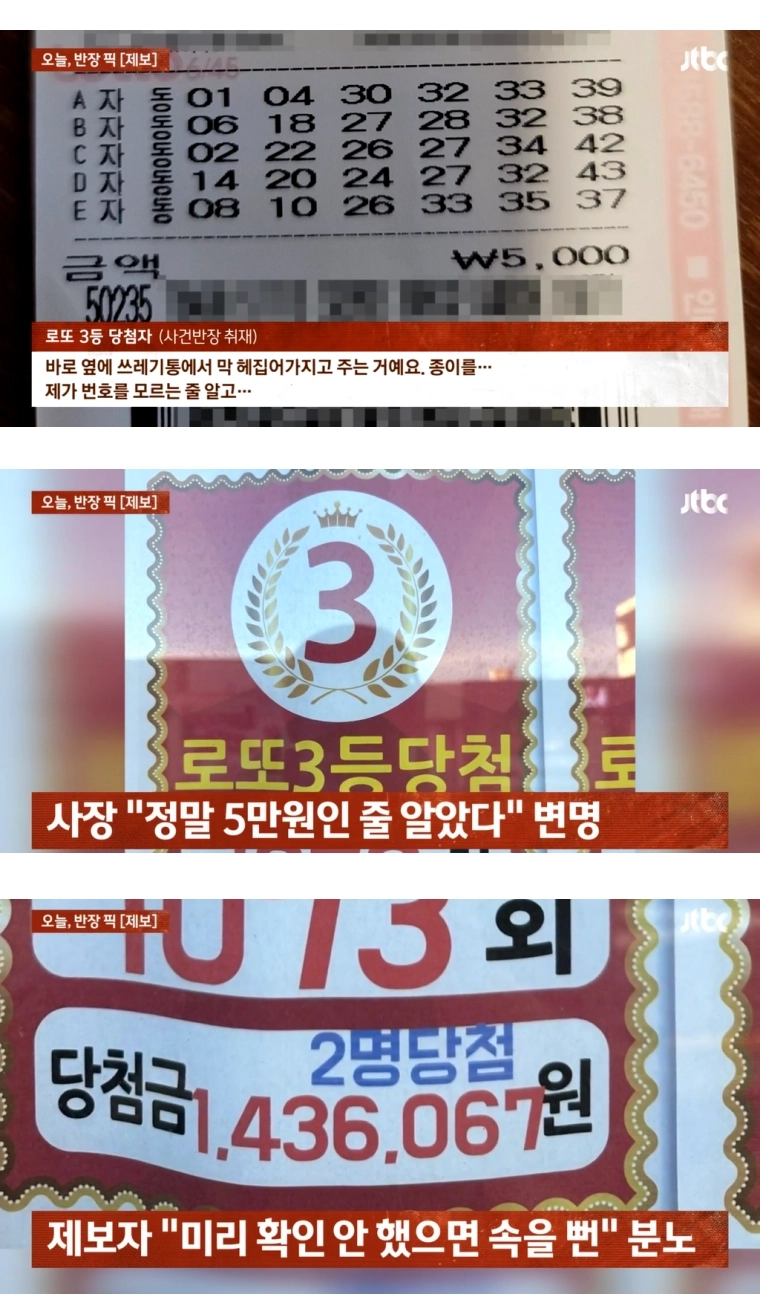 오늘, 반장 픽 [제보]
jtbc
6/45
A 자 동 01 04 30 32 33 39
B 자 동 06 18 27 28 32 38
C 자 동 02 22 26 27 34 42
D 자 동 14 20 24 27 32 43
E 자 동 08 10 26 33 35 37
금액 ₩5,000
50235
로또 3등 당첨자 (사건반장 취재)
바로 옆에 쓰레기통에서 막 헤집어가지고 주는 거예요. 종이를…
제가 번호를 모르는 줄 알고…
오늘, 반장 픽 [제보]
jtbc
3
로또3등당첨
로
사장 "정말 5만원인 줄 알았다" 변명
오늘, 반장 픽 [제보]
jtbc
1073 회
2명당첨
당첨금 1,436,067원
제보자 "미리 확인 안 했으면 속을 뻔" 분노